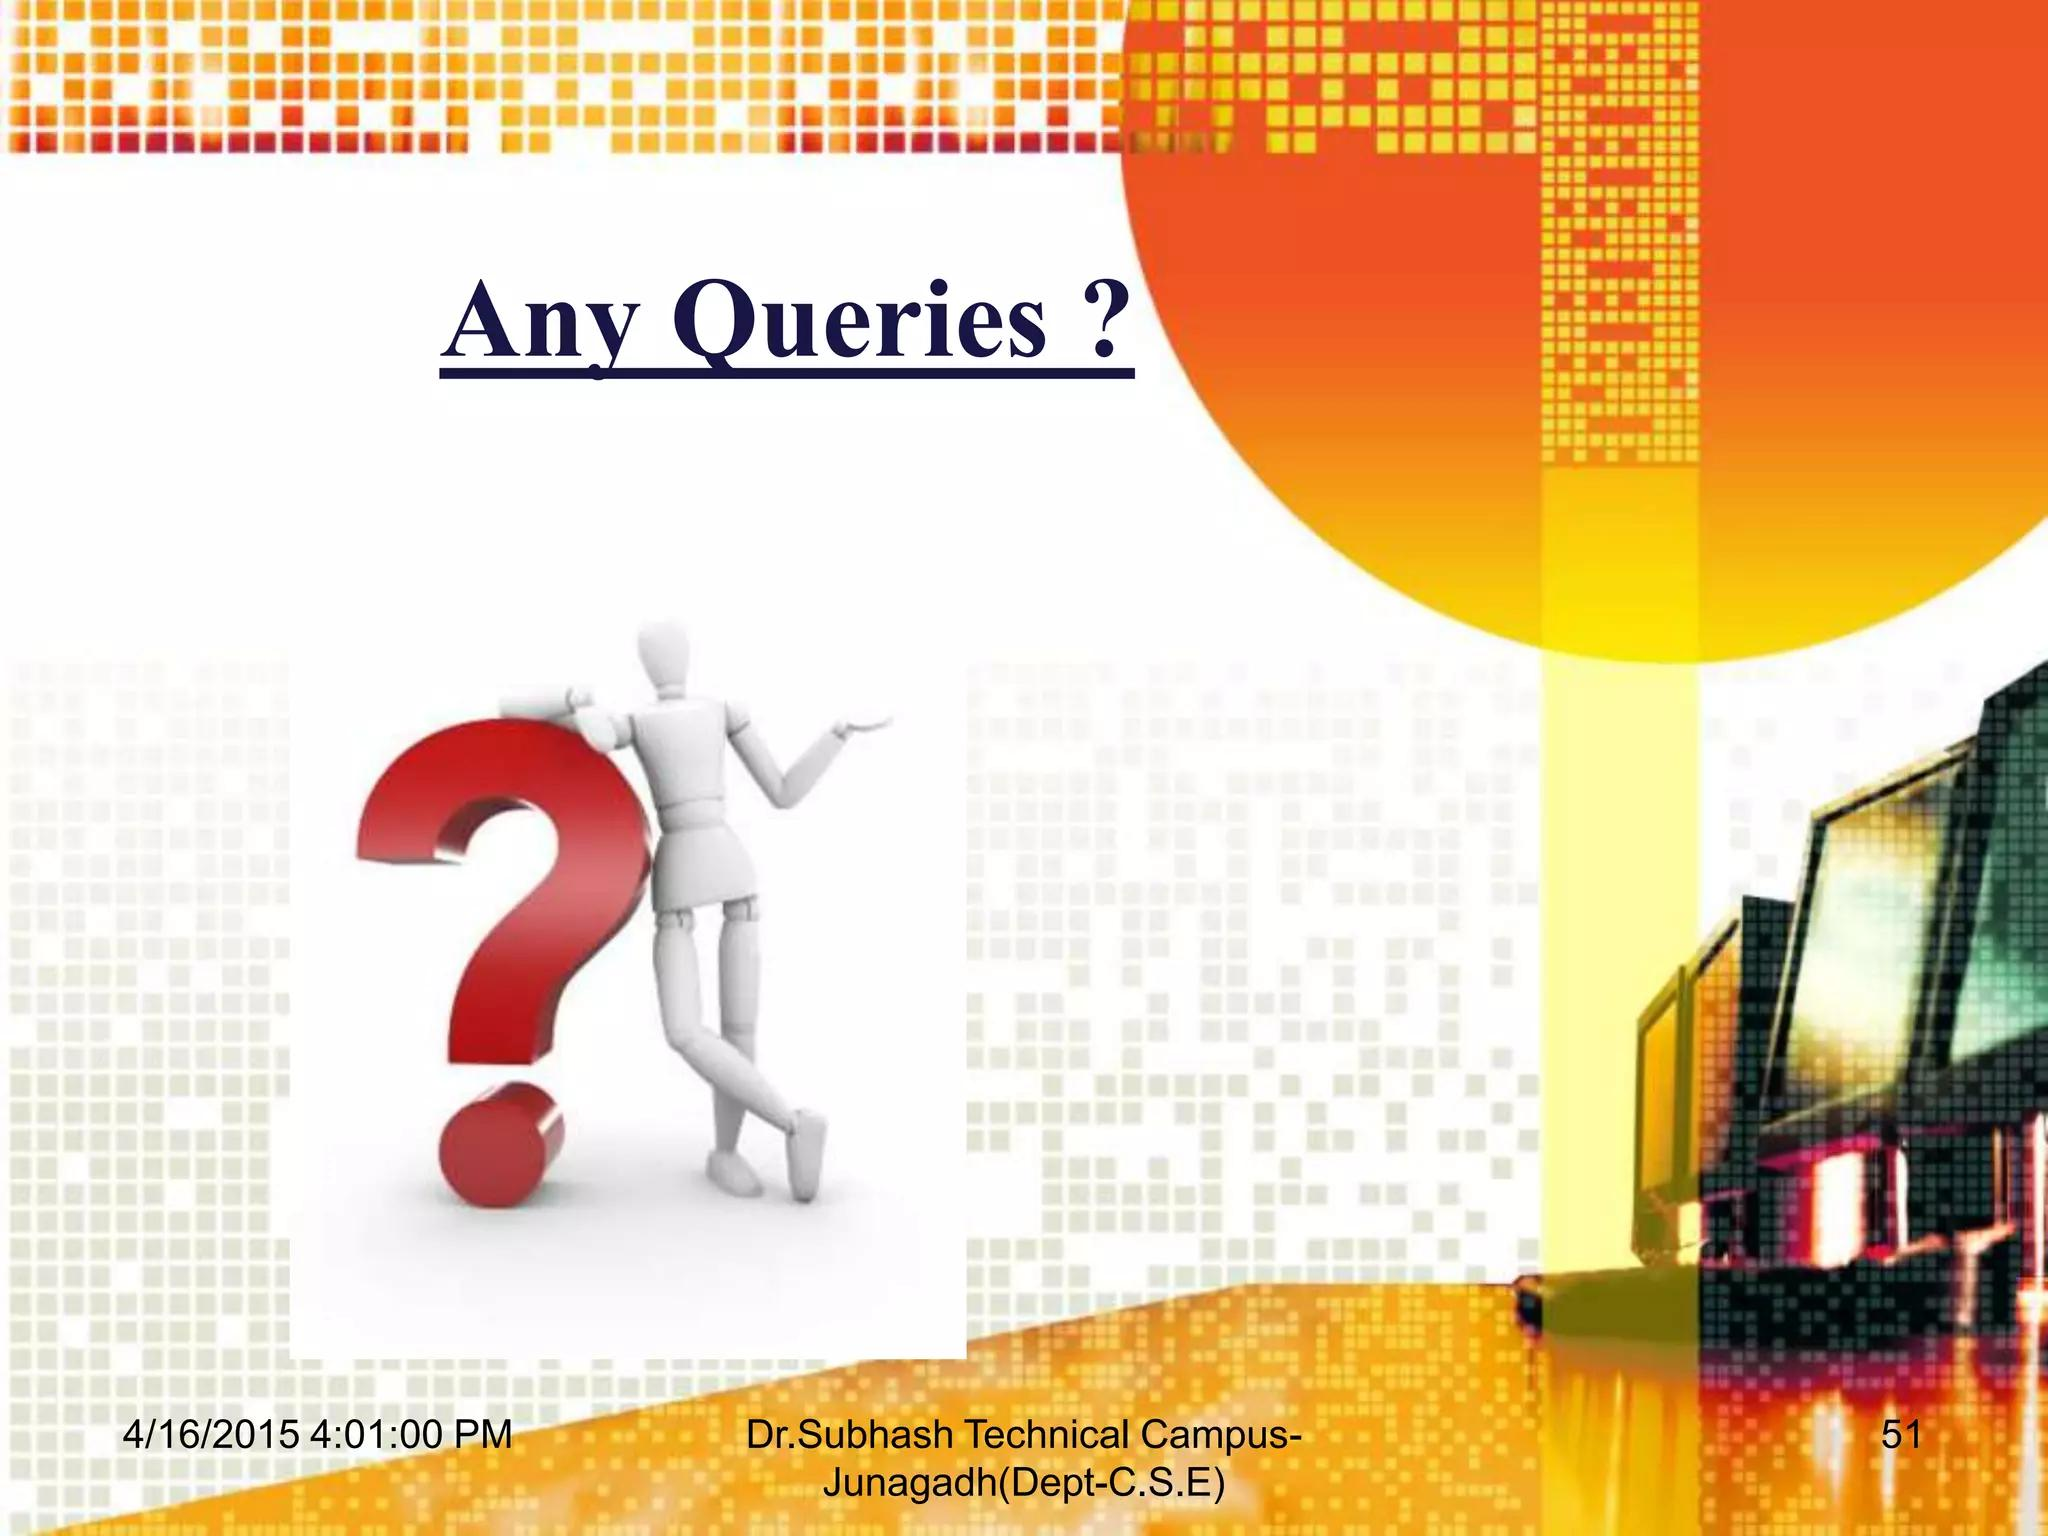 Any Queries ?
4/16/2015 4:01:00 PM
Dr.Subhash Technical Campus-
Junagadh(Dept-C.S.E)
51